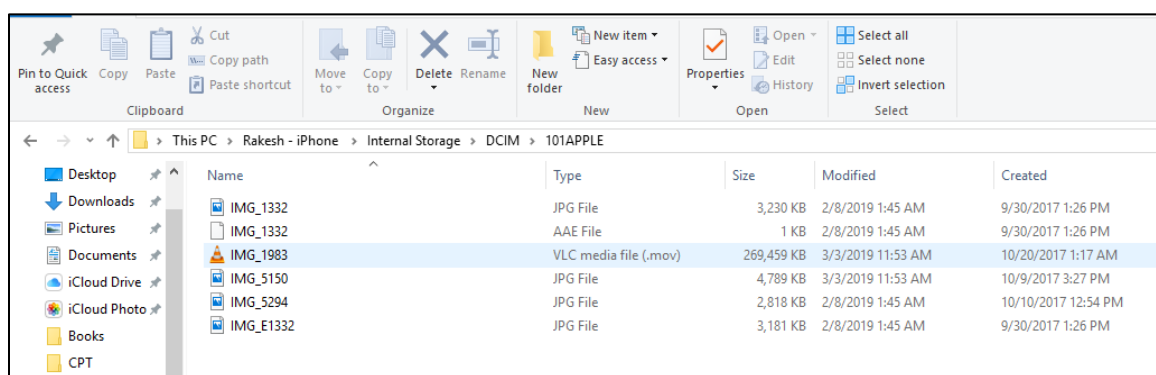 Pin to Quick access
Copy
Paste
Cut
Copy path
Paste shortcut
Clipboard
Move to
Copy to
Delete
Rename
Organize
New folder
New item
Easy access
New
Properties
Open
Edit
History
Open
Select all
Select none
Invert selection
Select
This PC > Rakesh - iPhone > Internal Storage > DCIM > 101APPLE
Desktop
Downloads
Pictures
Documents
iCloud Drive
iCloud Photo
Books
CPT
Name Type Size Modified Created
IMG_1332 JPG File 3,230 KB 2/8/2019 1:45 AM 9/30/2017 1:26 PM
IMG_1332 AAE File 1 KB 2/8/2019 1:45 AM 9/30/2017 1:26 PM
IMG_1983 VLC media file (.mov) 269,459 KB 3/3/2019 11:53 AM 10/20/2017 1:17 AM
IMG_5150 JPG File 4,789 KB 3/3/2019 11:53 AM 10/9/2017 3:27 PM
IMG_5294 JPG File 2,818 KB 2/8/2019 1:45 AM 10/10/2017 12:54 PM
IMG_E1332 JPG File 3,181 KB 2/8/2019 1:45 AM 9/30/2017 1:26 PM